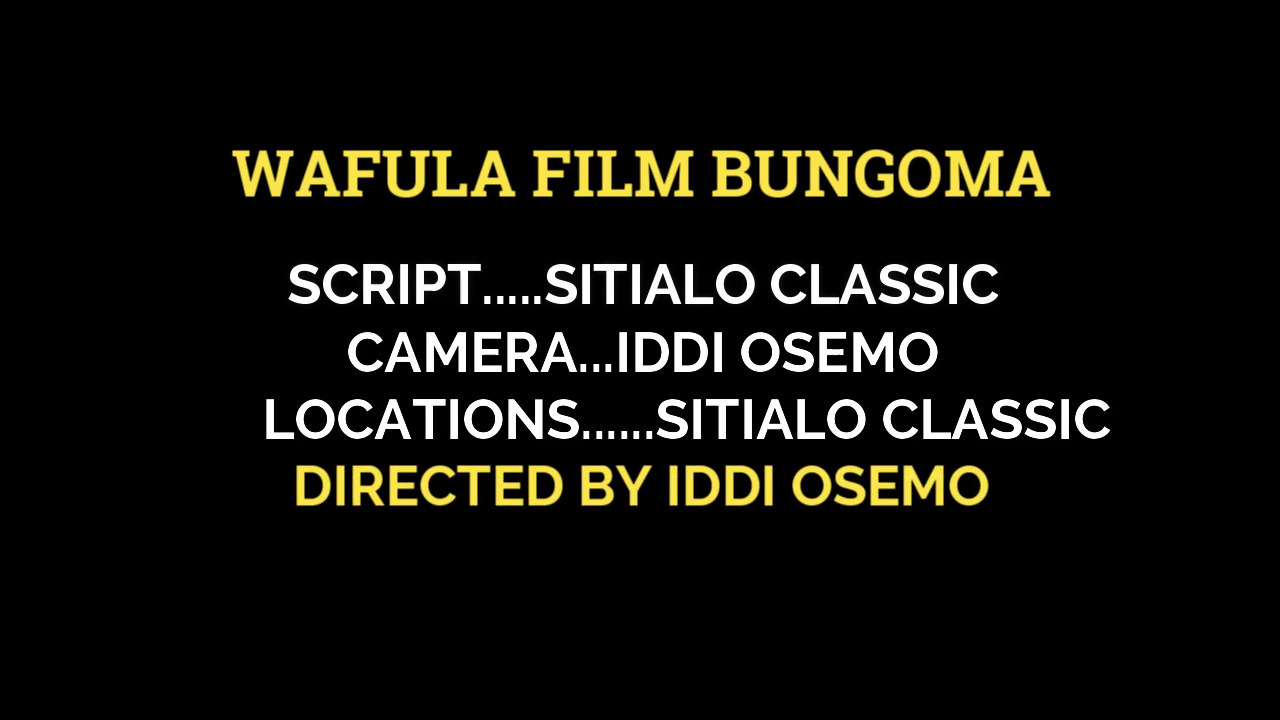 WAFULA FILM BUNGOMA
SCRIPT.....SITIALO CLASSIC
CAMERA...IDDI OSEMO
LOCATIONS......SITIALO CLASSIC
DIRECTED BY IDDI OSEMO